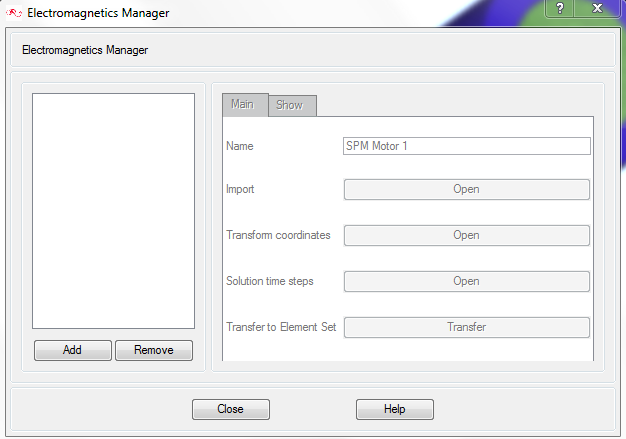 Electromagnetics Manager
?
Electromagnetics Manager
Main Show
Name SPM Motor 1
Import Open
Transform coordinates Open
Solution time steps Open
Transfer to Element Set Transfer
Add Remove
Close Help